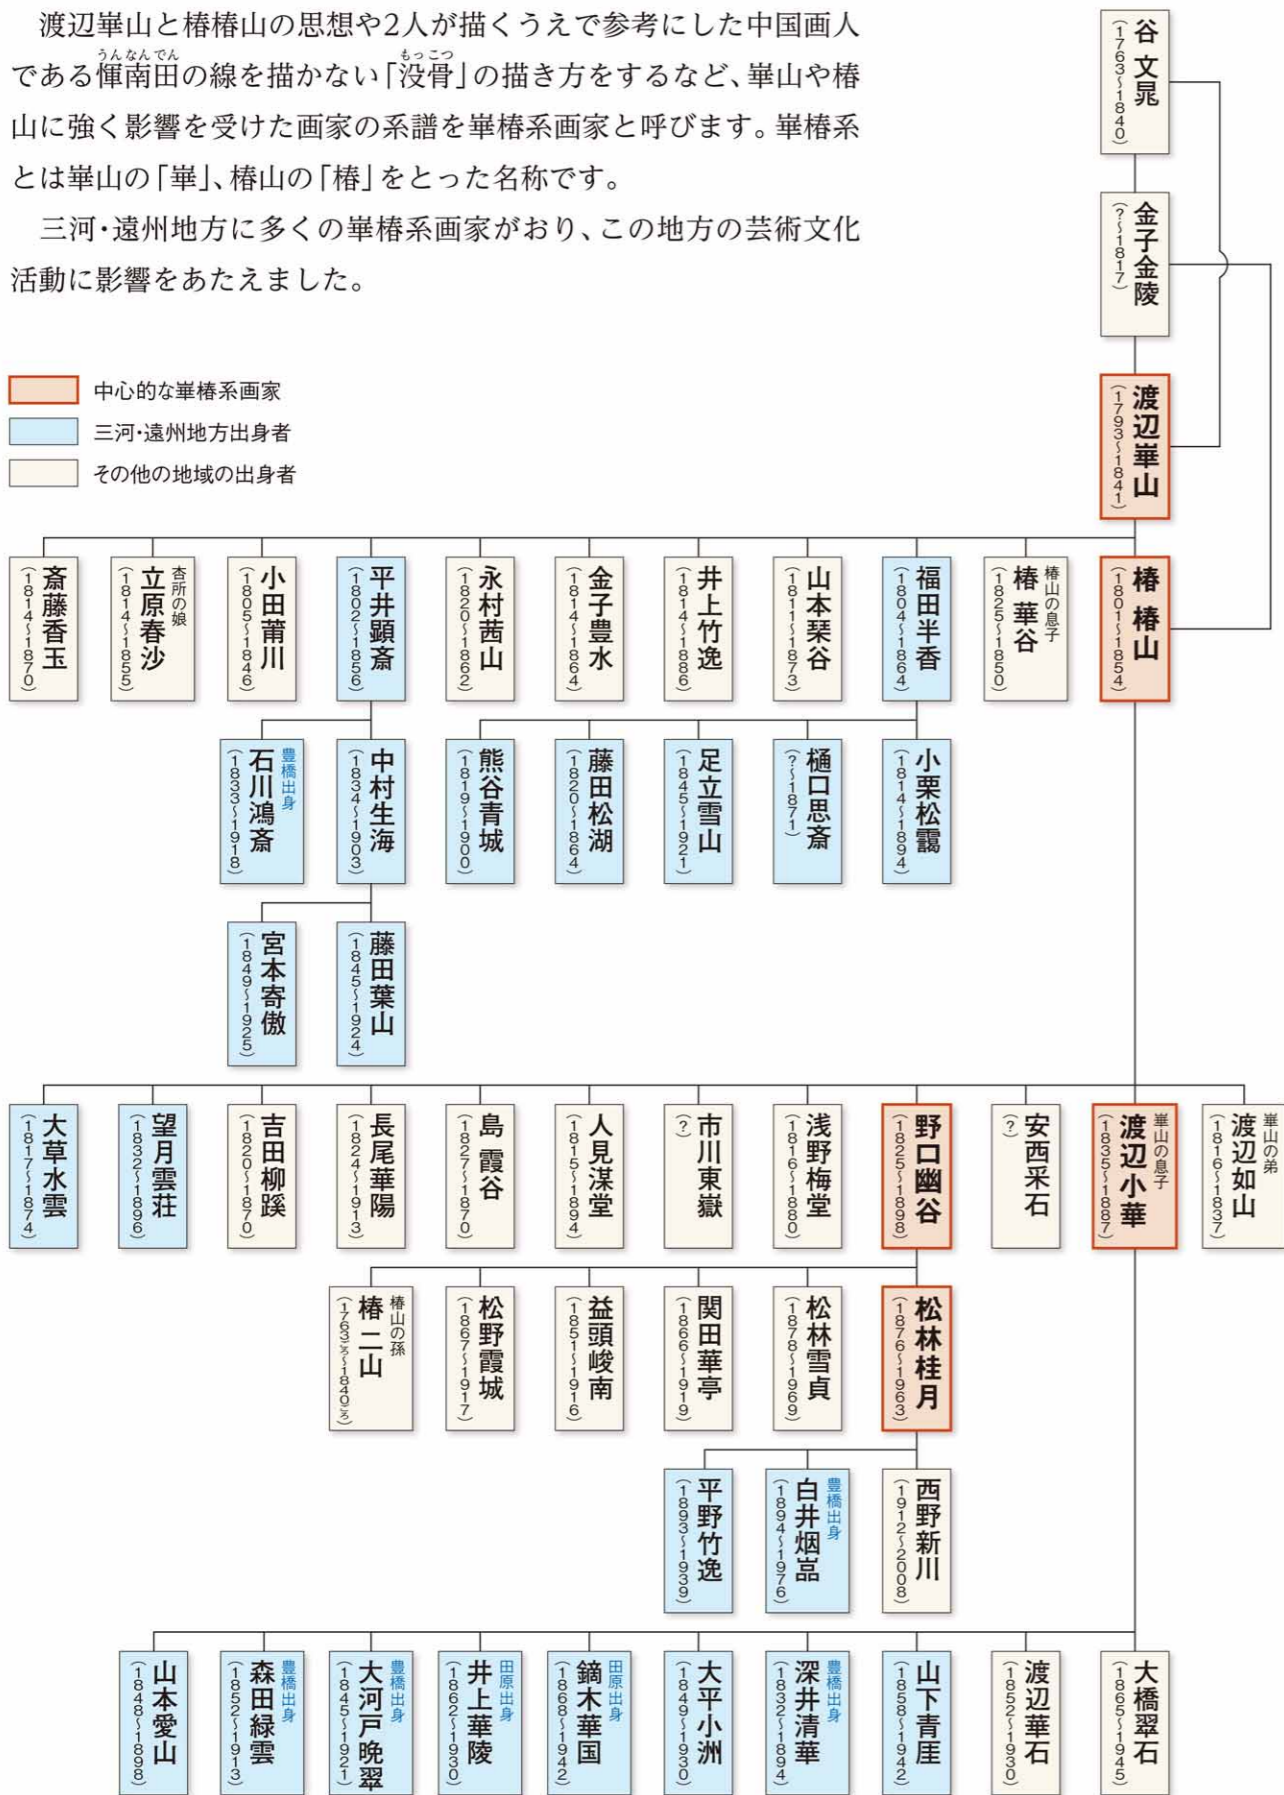 渡辺崋山と椿椿山の思想や2人が描くうえで参考にした中国画人
うんなんでん
もっこつ
である惲南田の線を描かない「没骨」の描き方をするなど、崋山や椿
山に強く影響を受けた画家の系譜を崋椿系画家と呼びます。崋椿系
とは崋山の「崋」、椿山の「椿」をとった名称です。
三河・遠州地方に多くの崋椿系画家がおり、この地方の芸術文化
活動に影響をあたえました。
中心的な崋椿系画家
三河・遠州地方出身者
その他の地域の出身者
谷 文晁
(1763~1840)
金子金陵
(?~1817)
渡辺崋山
(1793~1841)
椿 椿山
(1801~1854)
椿山の息子
椿 華谷
(1825~1850)
福田半香
(1804~1864)
山本琹谷
(1811~1873)
井上竹逸
(1814~1886)
金子豊水
(1814~1864)
永村茜山
(1820~1862)
平井顕斎
(1802~1856)
小田莆川
(1805~1846)
杏所の娘
立原春沙
(1814~1855)
斎藤香玉
(1814~1870)
小栗松靄
(1814~1894)
樋口思斎
(?~1871)
足立雪山
(1845~1921)
藤田松湖
(1820~1864)
熊谷青城
(1819~1900)
中村生海
(1834~1903)
豊橋出身
石川鴻斎
(1833~1918)
藤田葉山
(1845~1924)
宮本寄傲
(1849~1925)
崋山の弟
渡辺如山
(1816~1837)
崋山の息子
渡辺小華
(1835~1887)
安西采石
(?)
野口幽谷
(1825~1898)
浅野梅堂
(1816~1880)
市川東嶽
(?)
人見淇堂
(1815~1894)
島 霞谷
(1827~1870)
長尾華陽
(1824~1913)
吉田柳蹊
(1820~1870)
望月雲荘
(1832~1896)
大草水雲
(1817~1874)
松林桂月
(1876~1963)
松林雪貞
(1878~1969)
関田華亭
(1866~1919)
益頭峻南
(1851~1916)
松野霞城
(1867~1917)
椿山の孫
椿 二山
(1763ごろ~1840ごろ)
西野新川
(1912~2008)
豊橋出身
白井烟嵓
(1894~1976)
平野竹逸
(1893~1939)
大橋翠石
(1865~1945)
渡辺華石
(1852~1930)
山下青厓
(1858~1942)
豊橋出身
深井清華
(1832~1894)
大平小洲
(1849~1930)
田原出身
鏑木華国
(1868~1942)
田原出身
井上華陵
(1862~1930)
豊橋出身
大河戸晩翠
(1845~1921)
豊橋出身
森田緑雲
(1852~1913)
山本愛山
(1848~1898)